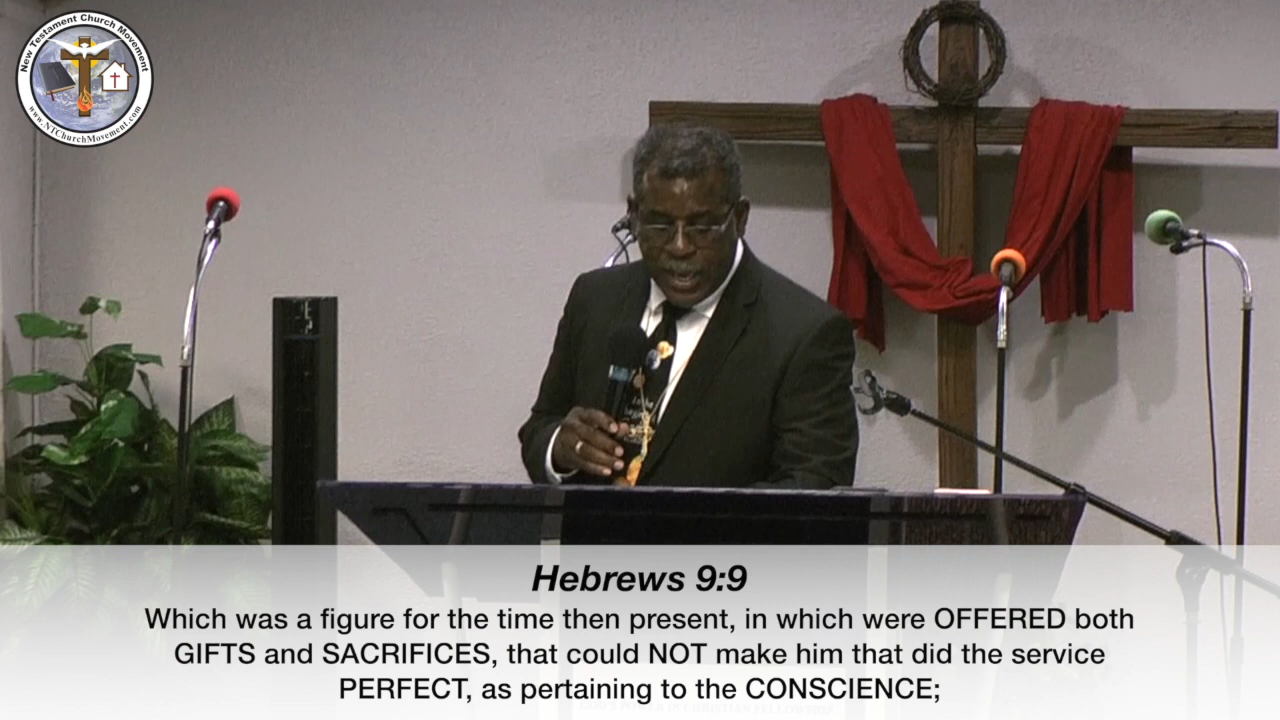 New Testament Church Movement
www.NTChurchMovement.com
Hebrews 9:9
Which was a figure for the time then present, in which were OFFERED both
GIFTS and SACRIFICES, that could NOT make him that did the service
PERFECT, as pertaining to the CONSCIENCE;